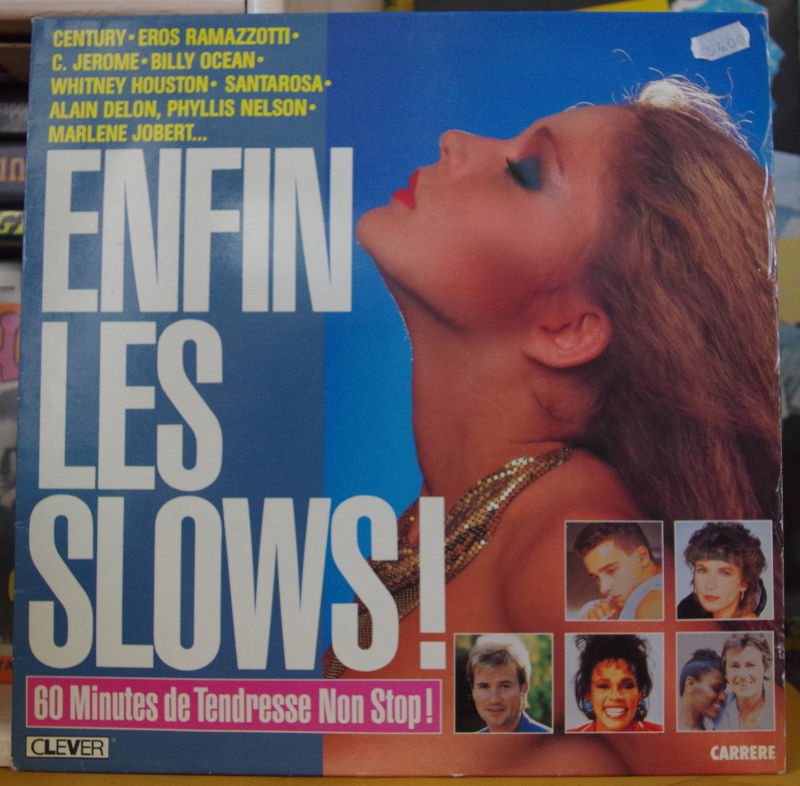 CENTURY • EROS RAMAZZOTTI •
C. JEROME • BILLY OCEAN •
WHITNEY HOUSTON • SANTAROSA •
ALAIN DELON, PHYLLIS NELSON •
MARLENE JOBERT...
ENFIN
LES
SLOWS!
60 Minutes de Tendresse Non Stop!
CLEVER
CARRERE